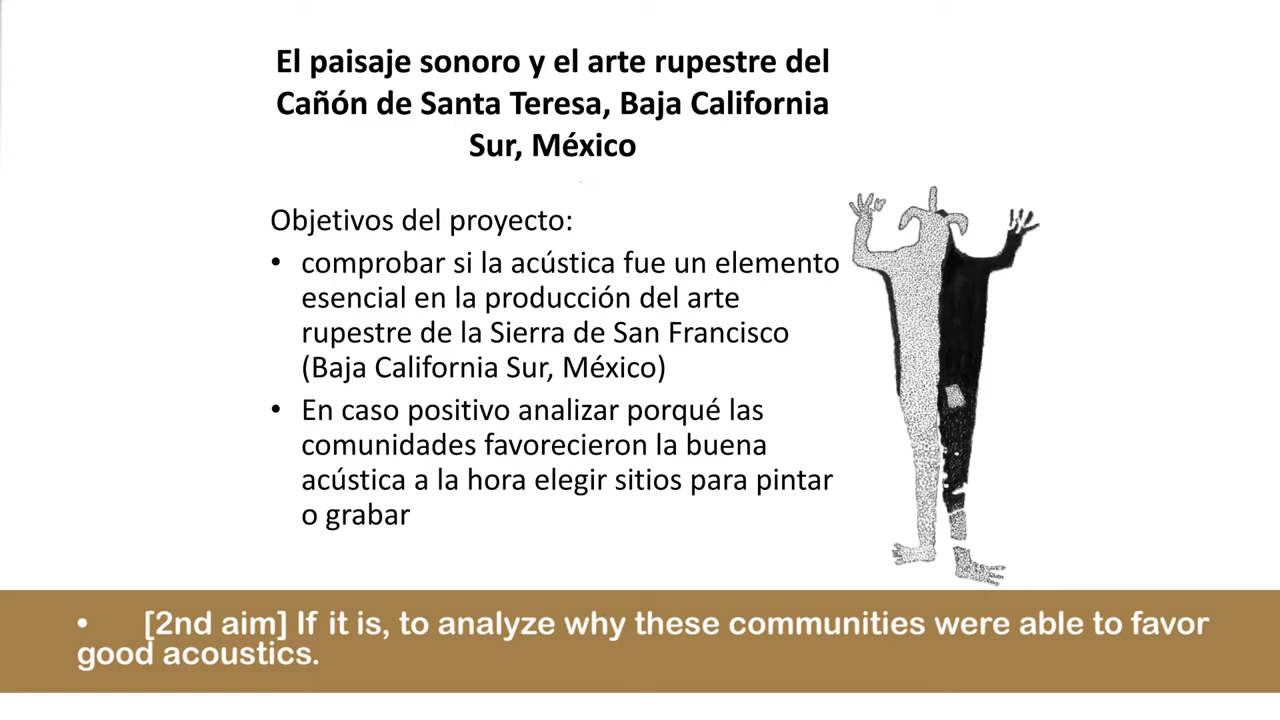 El paisaje sonoro y el arte rupestre del
Cañón de Santa Teresa, Baja California
Sur, México
Objetivos del proyecto:
• comprobar si la acústica fue un elemento
esencial en la producción del arte
rupestre de la Sierra de San Francisco
(Baja California Sur, México)
• En caso positivo analizar porqué las
comunidades favorecieron la buena
acústica a la hora elegir sitios para pintar
o grabar
• [2nd aim] If it is, to analyze why these communities were able to favor
good acoustics.